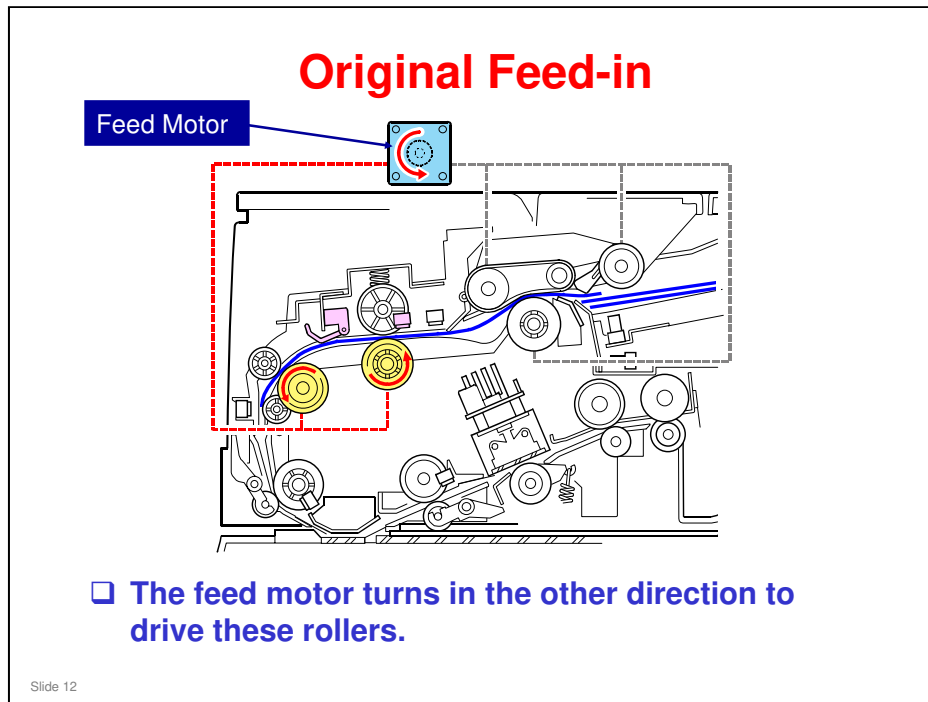 Original Feed-in
Feed Motor
❑ The feed motor turns in the other direction to
drive these rollers.
Slide 12